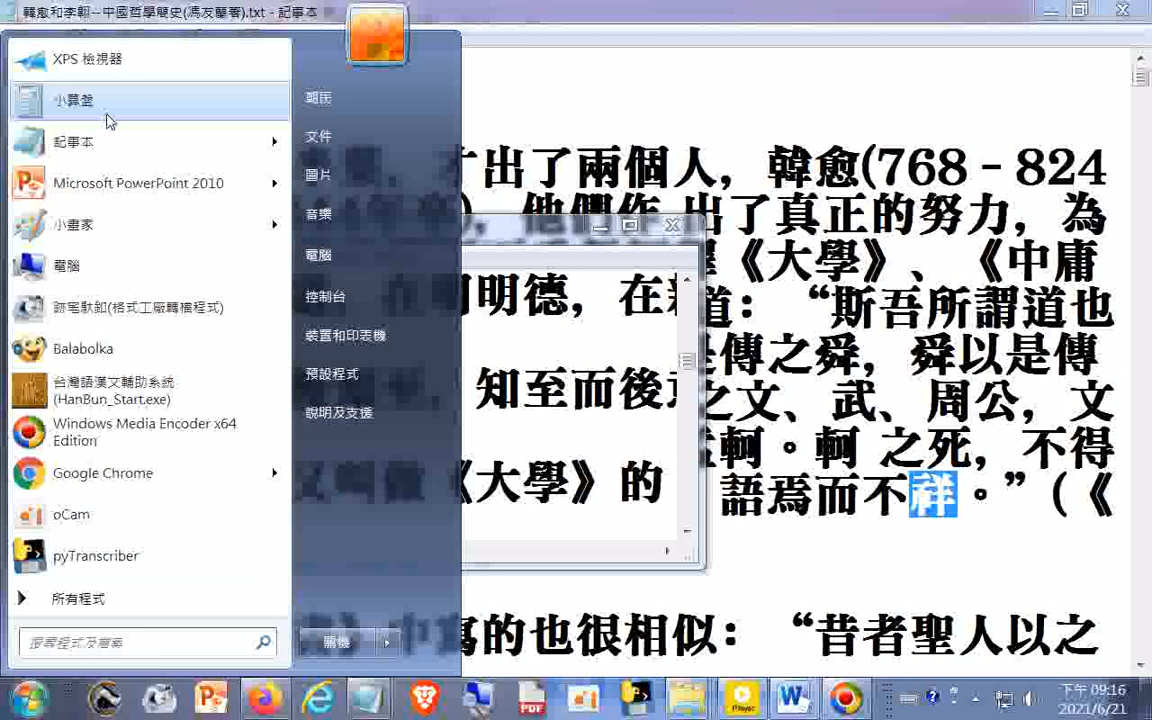 韓愈和李翱--中國哲學簡史(馮友蘭著).txt - 記事本
XPS 檢視器
小算盤
記事本
Microsoft PowerPoint 2010
小畫家
電腦
(格式工廠轉檔程式)
Balabolka
台灣語漢文輔助系統
(HanBun_Start.exe)
Windows Media Encoder x64
Edition
Google Chrome
oCam
pyTranscriber
所有程式
搜尋程式及檔案
文件
圖片
音樂
電腦
控制台
裝置和印表機
預設程式
說明及支援
關機
才出了兩個人，韓愈(768－824
他們作 出了真正的努力，為
《大學》、《中庸
道：“斯吾所謂道也
是傳之舜，舜以是傳
之文、武、周公，文
軻。軻 之死，不得
語焉而不祥。”(《
寫的也很相似：“昔者聖人以之
明德，在
知至而後
又叫做《大學》的
下午 09:16
2021/6/21